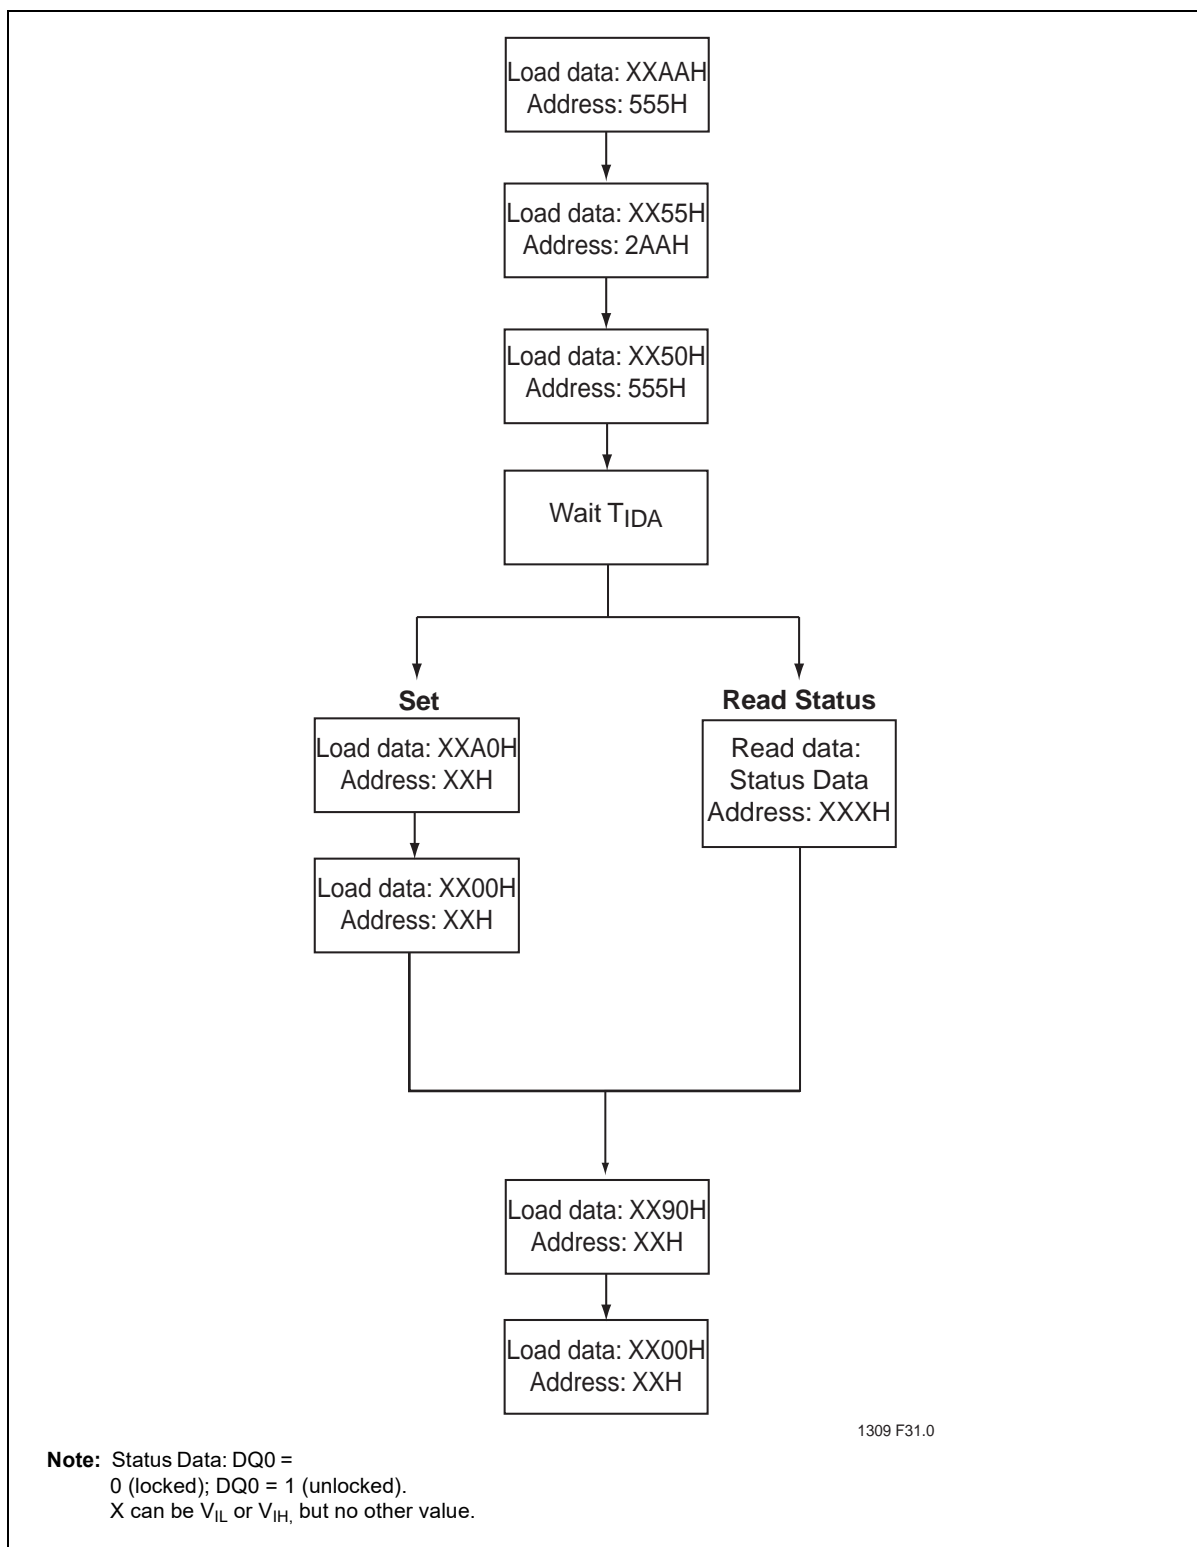 Load data: XXAAH
Address: 555H
Load data: XX55H
Address: 2AAH
Load data: XX50H
Address: 555H
Wait TIDA
Set
Load data: XXA0H
Address: XXH
Load data: XX00H
Address: XXH
Read Status
Read data:
Status Data
Address: XXXH
Load data: XX90H
Address: XXH
Load data: XX00H
Address: XXH
1309 F31.0
Note: Status Data: DQ0 =
0 (locked); DQ0 = 1 (unlocked).
X can be VIL or VIH, but no other value.